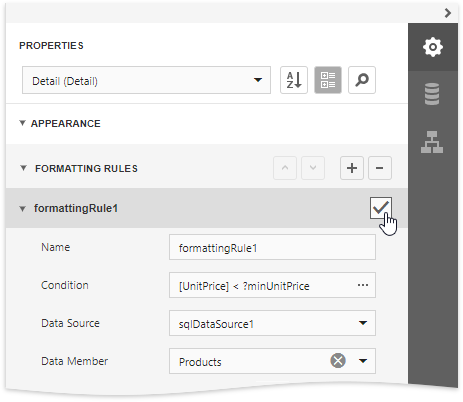 PROPERTIES
Detail (Detail)
A
Z
APPEARANCE
FORMATTING RULES
formattingRule1
Name
formattingRule1
Condition
[UnitPrice] < ?minUnitPrice
Data Source
sqlDataSource1
Data Member
Products